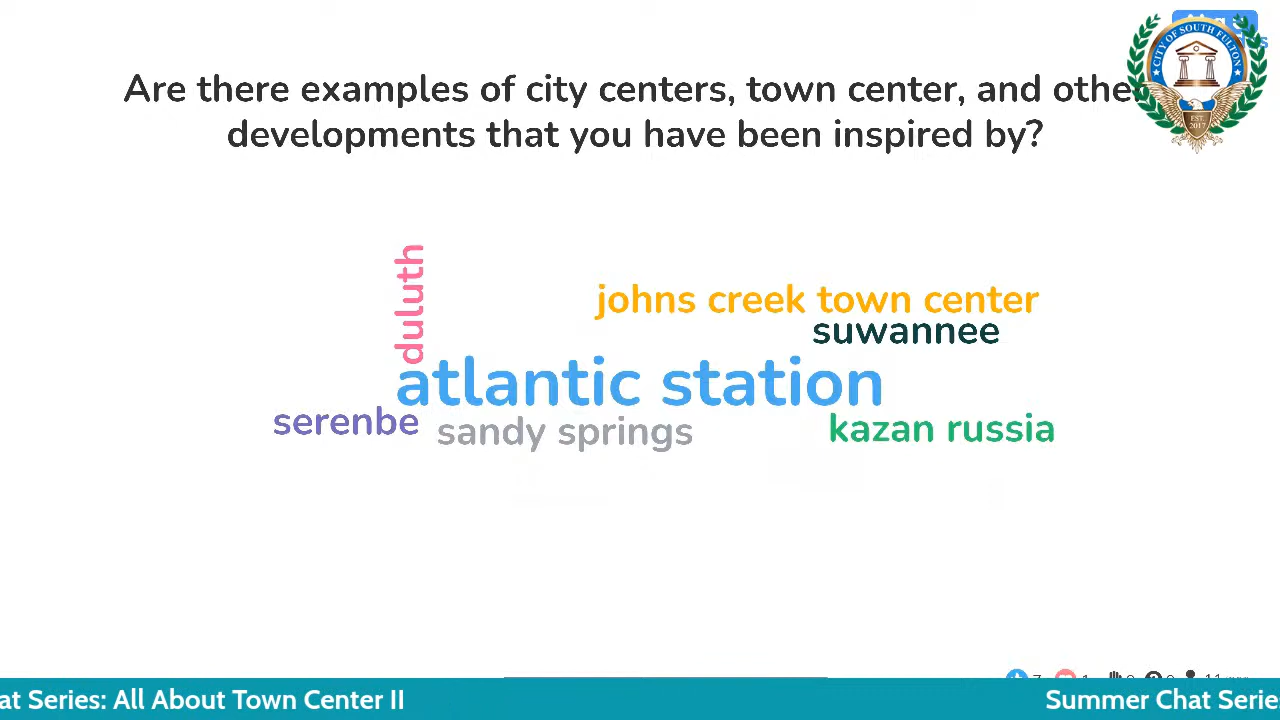 CITY OF SOUTH FULTON
EST.
2017
Are there examples of city centers, town center, and othe
developments that you have been inspired by?
duluth
johns creek town center
suwannee
atlantic station
serenbe
sandy springs
kazan russia
at Series: All About Town Center II
Summer Chat Serie